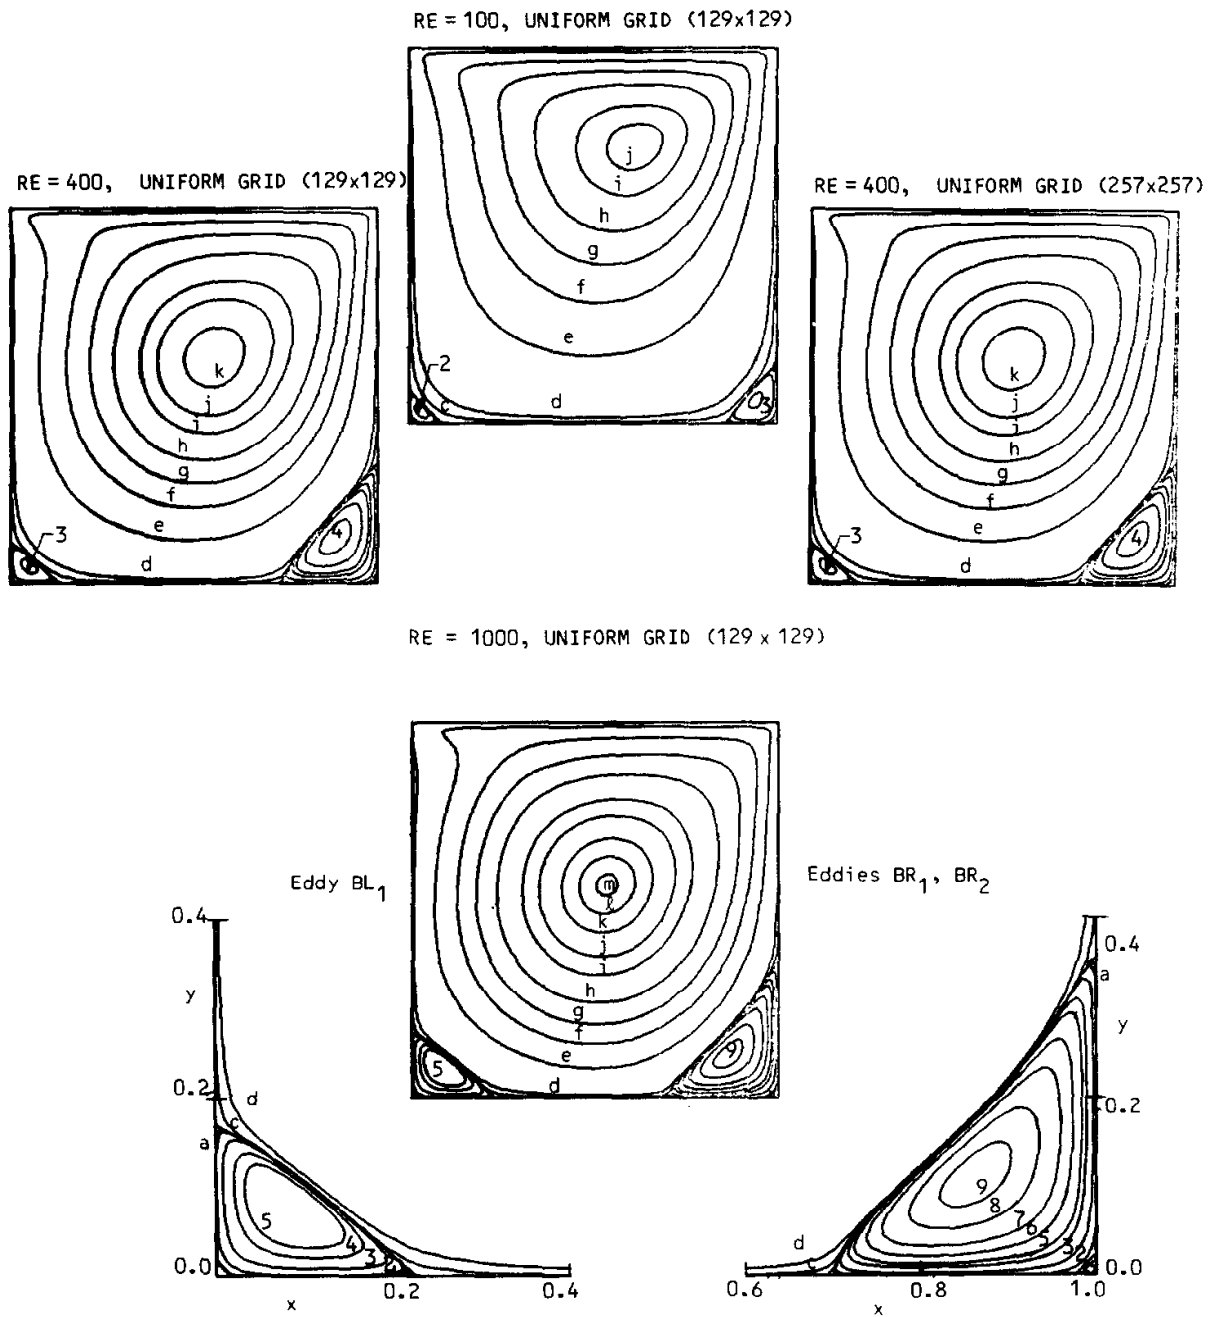 RE = 100, UNIFORM GRID (129x129)
j
i
h
g
f
e
2
c
d
3
RE = 400, UNIFORM GRID (129x129)
k
j
i
h
g
f
e
d
3
4
RE = 400, UNIFORM GRID (257x257)
k
j
i
h
g
f
e
d
3
4
RE = 1000, UNIFORM GRID (129 x 129)
m
ℓ
k
j
i
h
g
f
e
d
5
9
Eddy BL1
0.4
y
0.2
d
c
a
5
4
3
0.0
0.2
0.4
x
Eddies BR1, BR2
0.4
a
y
0.2
9
8
7
6
5
3
2
d
c
0.0
0.6
0.8
1.0
x